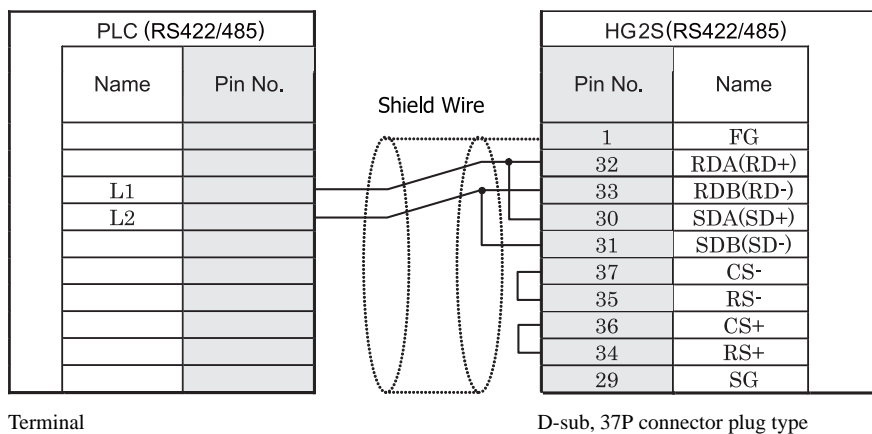 PLC (RS422/485)
HG2S(RS422/485)
Name
Pin No.
Pin No.
Name
Shield Wire
1 FG
32 RDA(RD+)
L1
33 RDB(RD-)
L2
30 SDA(SD+)
31 SDB(SD-)
37 CS-
35 RS-
36 CS+
34 RS+
29 SG
Terminal
D-sub, 37P connector plug type